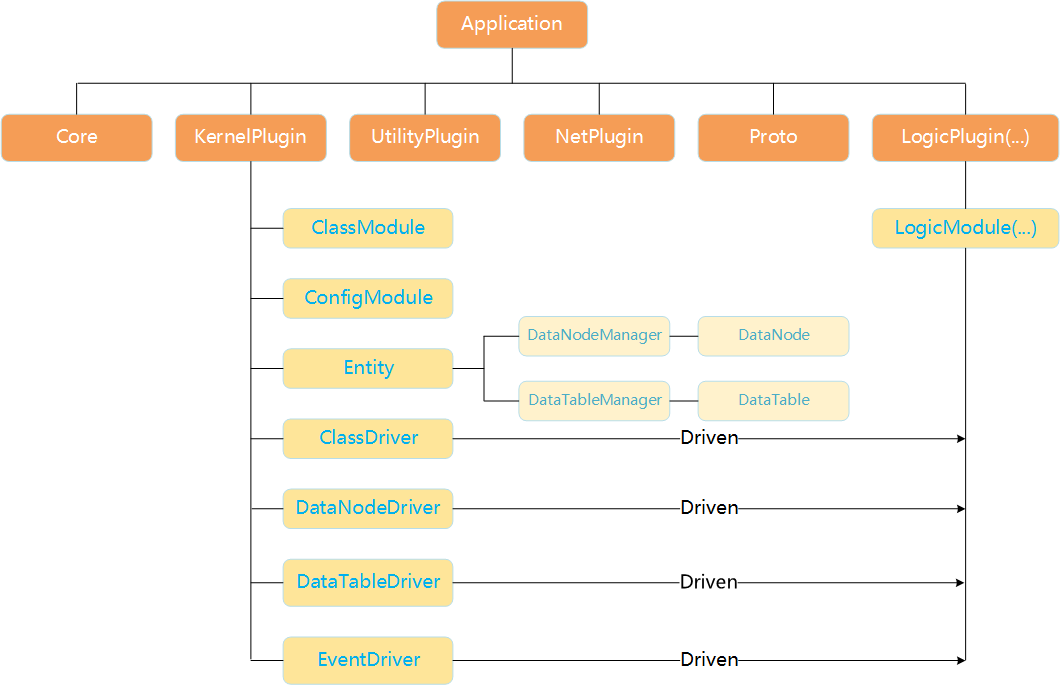 Application
Core
KernelPlugin
UtilityPlugin
NetPlugin
Proto
LogicPlugin(...)
ClassModule
LogicModule(...)
ConfigModule
DataNodeManager
DataNode
Entity
DataTableManager
DataTable
ClassDriver
Driven
DataNodeDriver
Driven
DataTableDriver
Driven
EventDriver
Driven